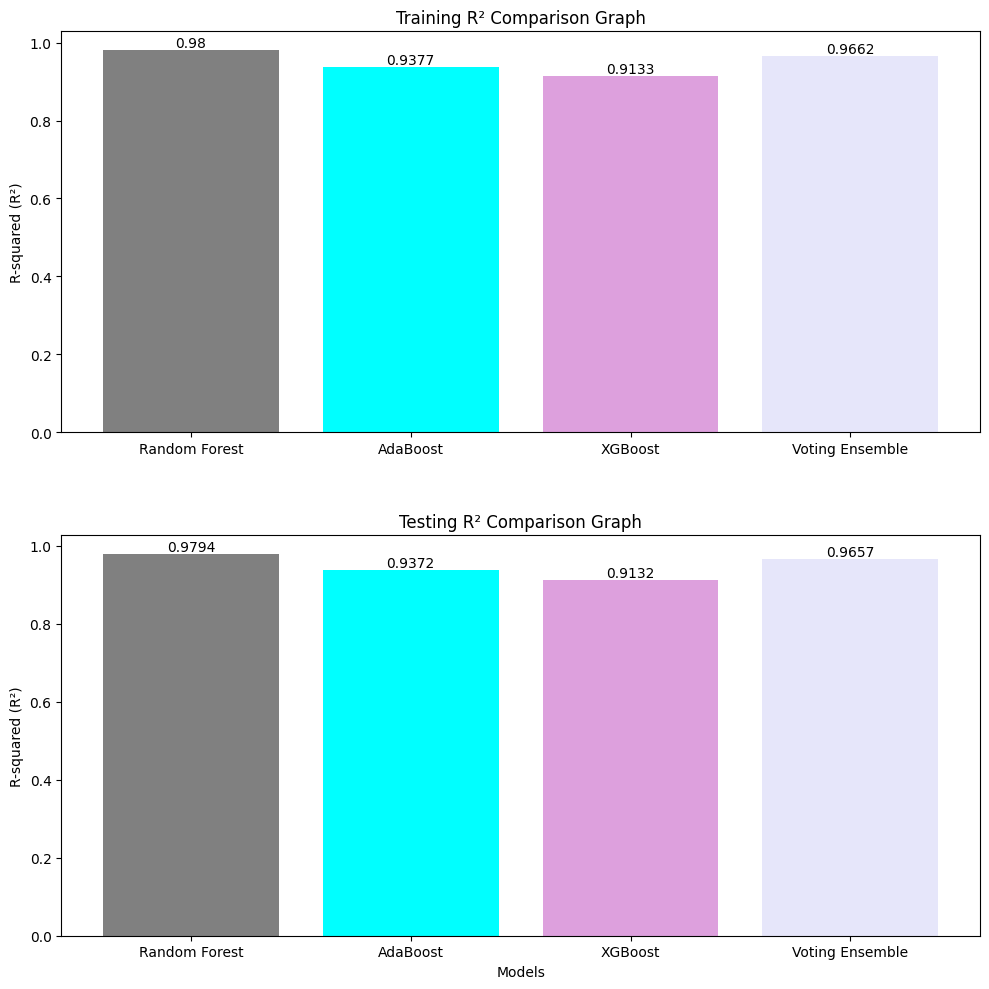 Training R² Comparison Graph
R-squared (R²)
1.0
0.8
0.6
0.4
0.2
0.0
0.98
0.9377
0.9133
0.9662
Random Forest
AdaBoost
XGBoost
Voting Ensemble
Testing R² Comparison Graph
R-squared (R²)
1.0
0.8
0.6
0.4
0.2
0.0
0.9794
0.9372
0.9132
0.9657
Random Forest
AdaBoost
XGBoost
Voting Ensemble
Models